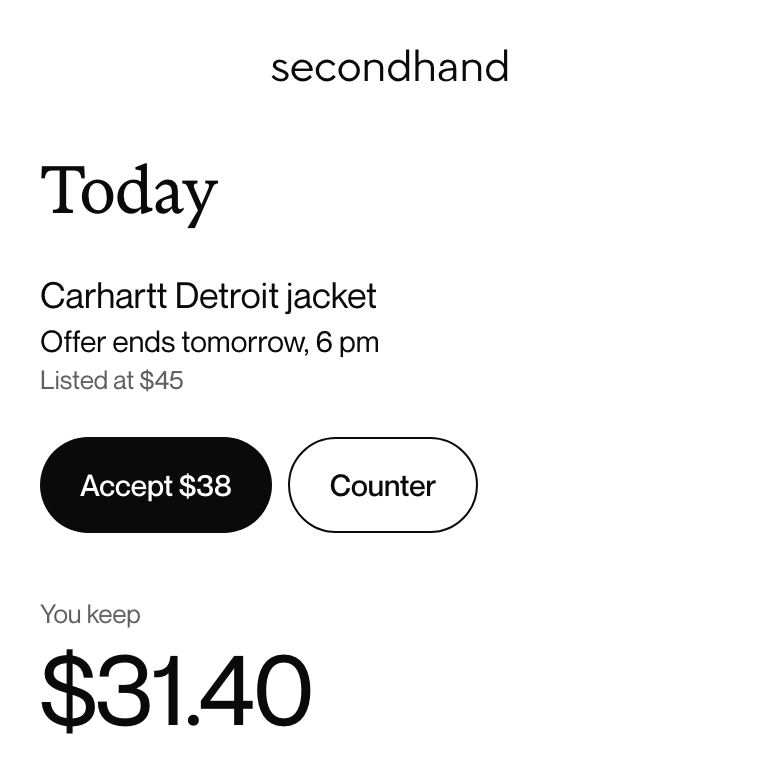 secondhand
Today
Carhartt Detroit jacket
Offer ends tomorrow, 6 pm
Listed at $45
Accept $38
Counter
You keep
$31.40